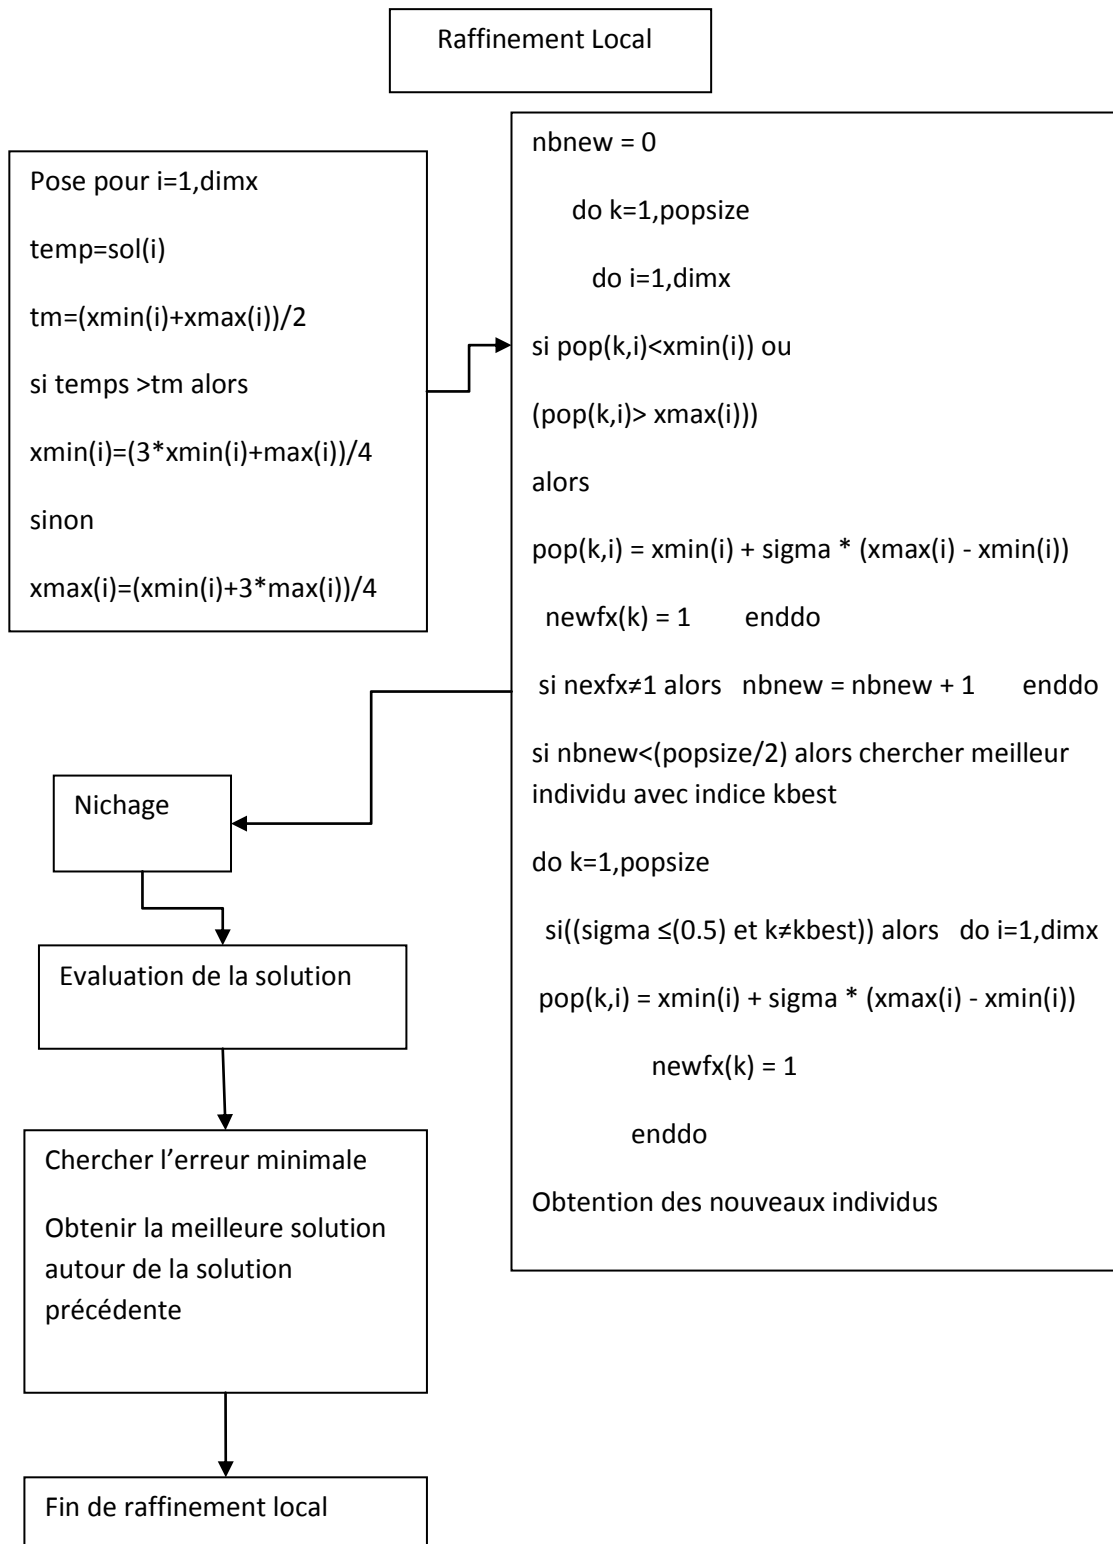 Raffinement Local
Pose pour i=1,dimx
temp=sol(i)
tm=(xmin(i)+xmax(i))/2
si temps >tm alors
xmin(i)=(3*xmin(i)+max(i))/4
sinon
xmax(i)=(xmin(i)+3*max(i))/4
nbnew = 0
do k=1,popsize
do i=1,dimx
si pop(k,i)<xmin(i)) ou
(pop(k,i)> xmax(i)))
alors
pop(k,i) = xmin(i) + sigma * (xmax(i) - xmin(i))
newfx(k) = 1 enddo
si nexfx≠1 alors nbnew = nbnew + 1 enddo
si nbnew<(popsize/2) alors chercher meilleur
individu avec indice kbest
do k=1,popsize
si((sigma ≤(0.5) et k≠kbest)) alors do i=1,dimx
pop(k,i) = xmin(i) + sigma * (xmax(i) - xmin(i))
newfx(k) = 1
enddo
Obtention des nouveaux individus
Nichage
Evaluation de la solution
Chercher l’erreur minimale
Obtenir la meilleure solution
autour de la solution
précédente
Fin de raffinement local